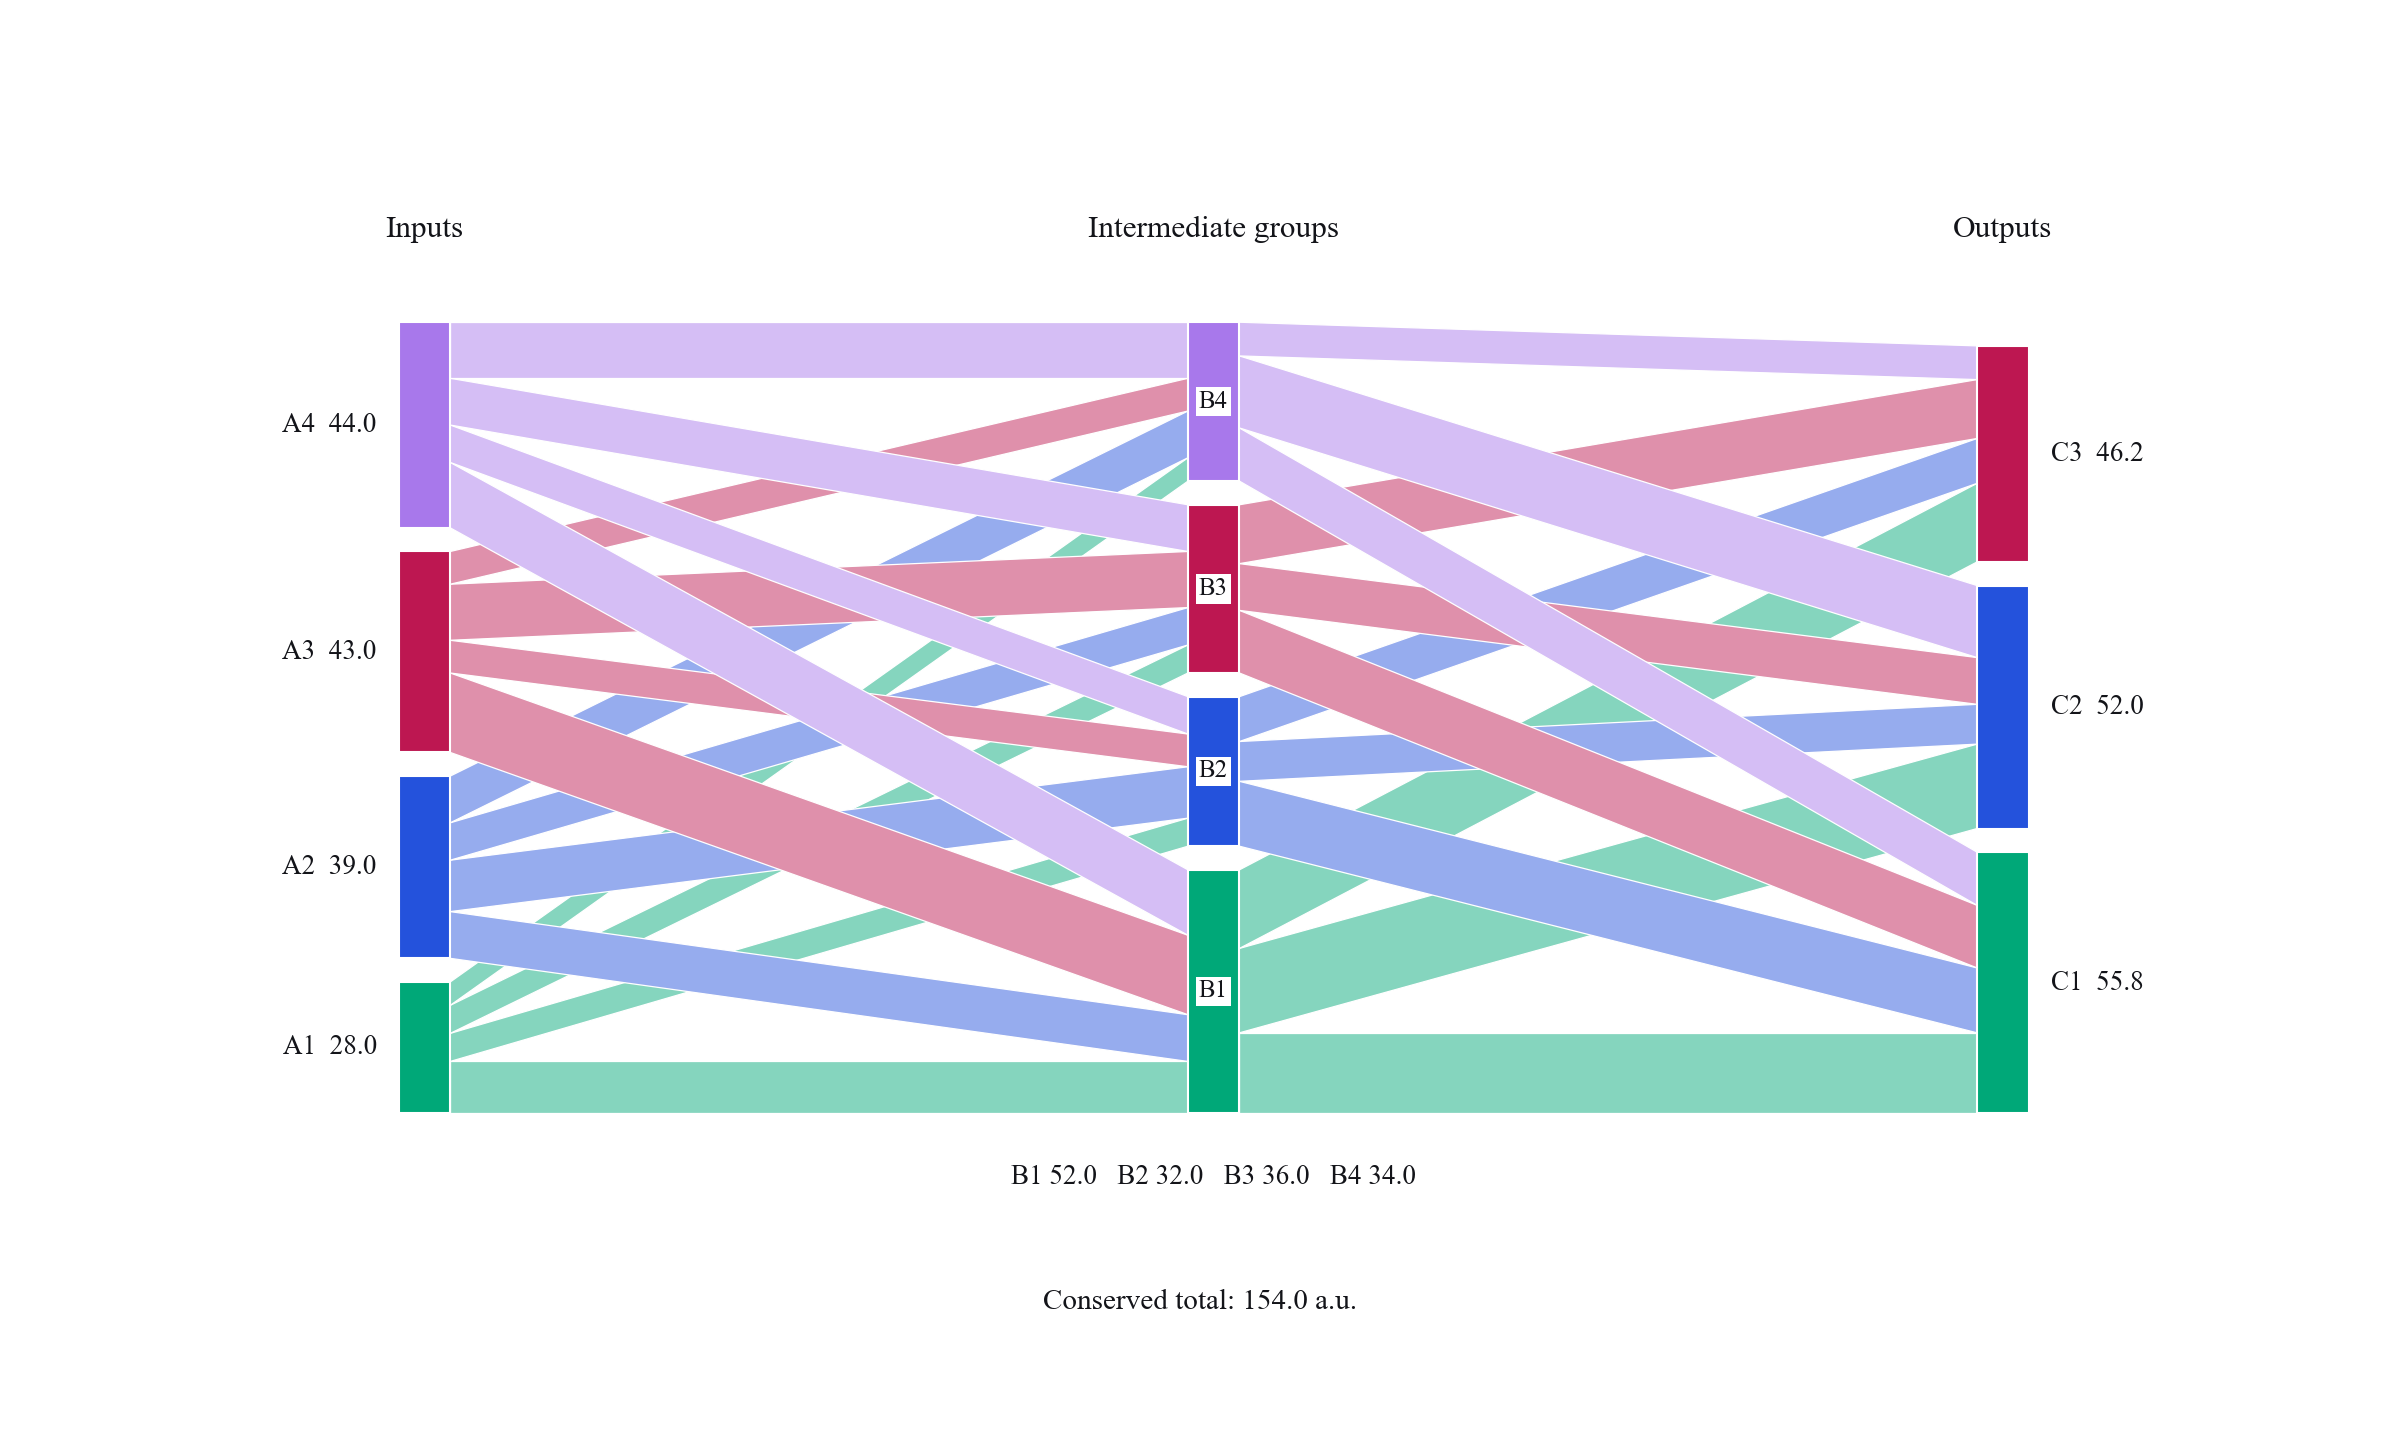 Inputs
Intermediate groups
Outputs
A4 44.0
A3 43.0
A2 39.0
A1 28.0
B4
B3
B2
B1
C3 46.2
C2 52.0
C1 55.8
B1 52.0 B2 32.0 B3 36.0 B4 34.0
Conserved total: 154.0 a.u.